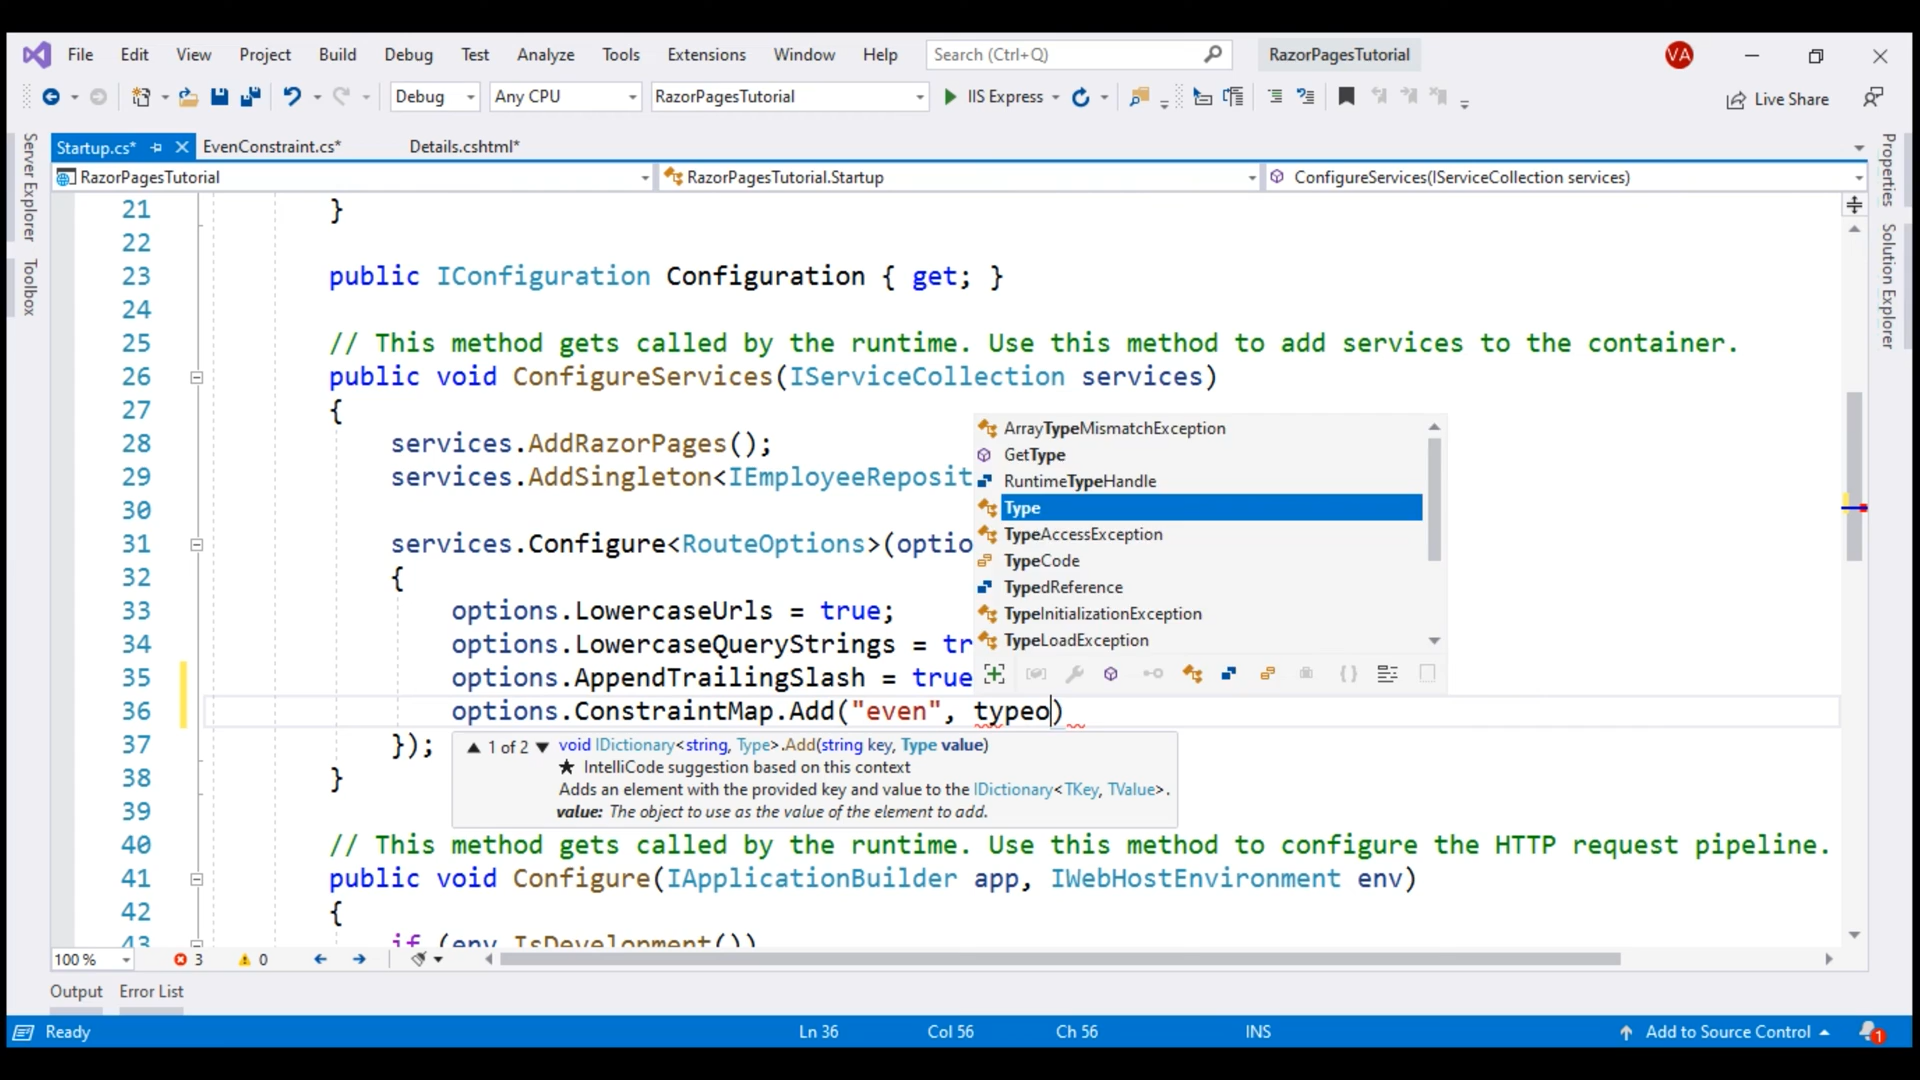 File Edit View Project Build Debug Test Analyze Tools Extensions Window Help Search (Ctrl+Q) RazorPagesTutorial VA
Debug Any CPU RazorPagesTutorial IIS Express Live Share
Startup.cs* EvenConstraint.cs* Details.cshtml*
RazorPagesTutorial RazorPagesTutorial.Startup ConfigureServices(IServiceCollection services)
Server Explorer
Toolbox
Properties
Solution Explorer
21 }
22
23 public IConfiguration Configuration { get; }
24
25 // This method gets called by the runtime. Use this method to add services to the container.
26 public void ConfigureServices(IServiceCollection services)
27 {
28 services.AddRazorPages();
29 services.AddSingleton<IEmployeeReposit
30
31 services.Configure<RouteOptions>(optio
32 {
33 options.LowercaseUrls = true;
34 options.LowercaseQueryStrings = tr
35 options.AppendTrailingSlash = true
36 options.ConstraintMap.Add("even", typeo)
37 });
38 }
39
40 // This method gets called by the runtime. Use this method to configure the HTTP request pipeline.
41 public void Configure(IApplicationBuilder app, IWebHostEnvironment env)
42 {
43 if (env.IsDevelopment())
ArrayTypeMismatchException
GetType
RuntimeTypeHandle
Type
TypeAccessException
TypeCode
TypedReference
TypeInitializationException
TypeLoadException
1 of 2 void IDictionary<string, Type>.Add(string key, Type value)
★ IntelliCode suggestion based on this context
Adds an element with the provided key and value to the IDictionary<TKey, TValue>.
value: The object to use as the value of the element to add.
100 % 3 0
Output Error List
Ready Ln 36 Col 56 Ch 56 INS Add to Source Control 1